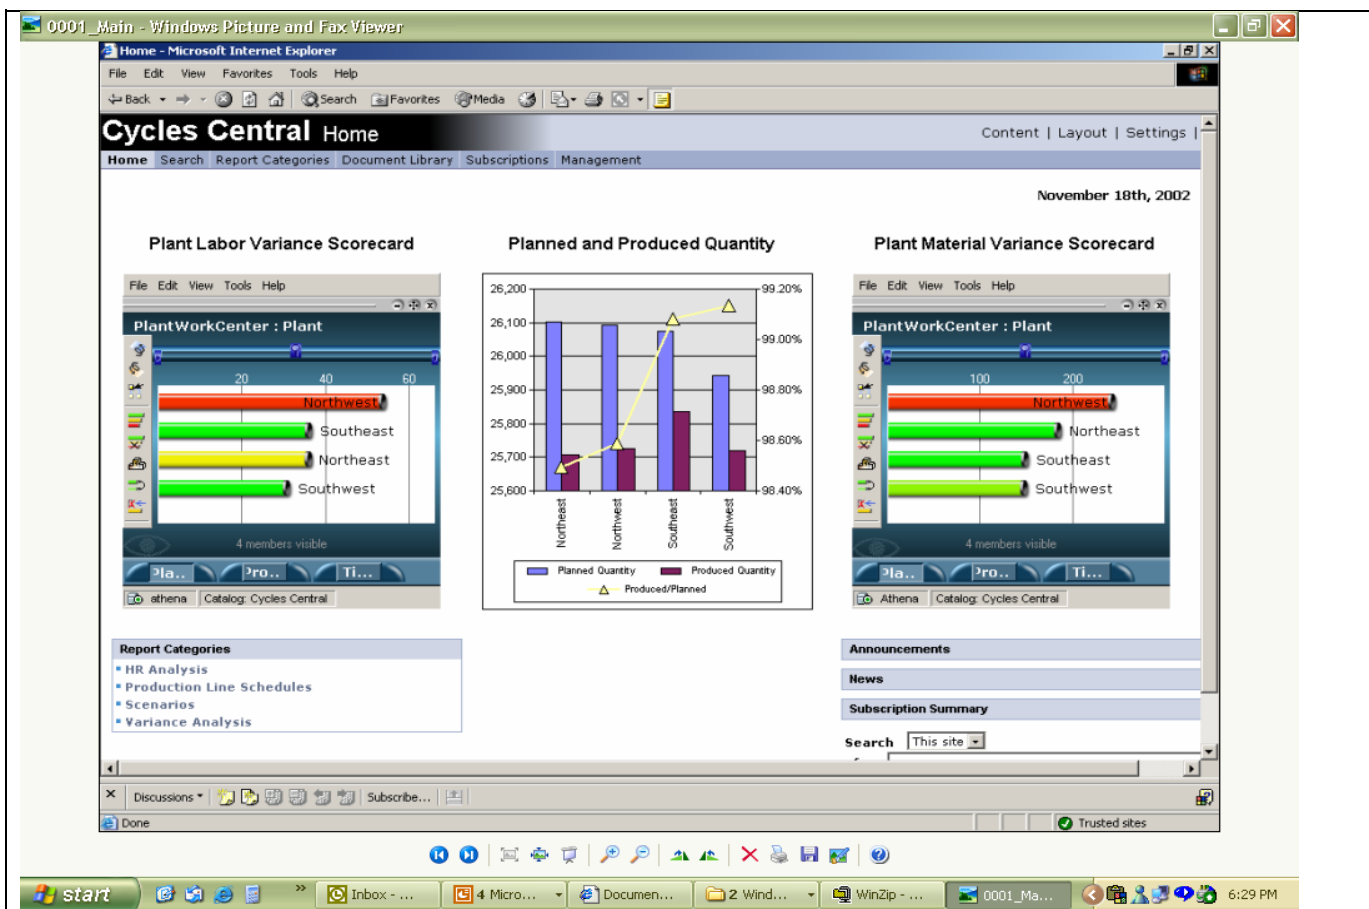 0001_Main - Windows Picture and Fax Viewer
Home - Microsoft Internet Explorer
File Edit View Favorites Tools Help
Back Search Favorites Media
Cycles Central Home
Content | Layout | Settings |
Home Search Report Categories Document Library Subscriptions Management
November 18th, 2002
Plant Labor Variance Scorecard
File Edit View Tools Help
PlantWorkCenter : Plant
20 40 60
Northwest
Southeast
Northeast
Southwest
4 members visible
Pla.. Pro.. Ti...
athena Catalog: Cycles Central
Planned and Produced Quantity
26,200
26,100
26,000
25,900
25,800
25,700
25,600
99.20%
99.00%
98.80%
98.60%
98.40%
Northeast
Northwest
Southeast
Southwest
Planned Quantity Produced Quantity
Produced/Planned
Plant Material Variance Scorecard
File Edit View Tools Help
PlantWorkCenter : Plant
100 200
Northwest
Northeast
Southeast
Southwest
4 members visible
Pla.. Pro.. Ti...
Athena Catalog: Cycles Central
Report Categories
HR Analysis
Production Line Schedules
Scenarios
Variance Analysis
Announcements
News
Subscription Summary
Search This site
Discussions Subscribe...
Done Trusted sites
start Inbox - ... 4 Micro... Documen... 2 Wind... WinZip - ... 0001_Ma... 6:29 PM